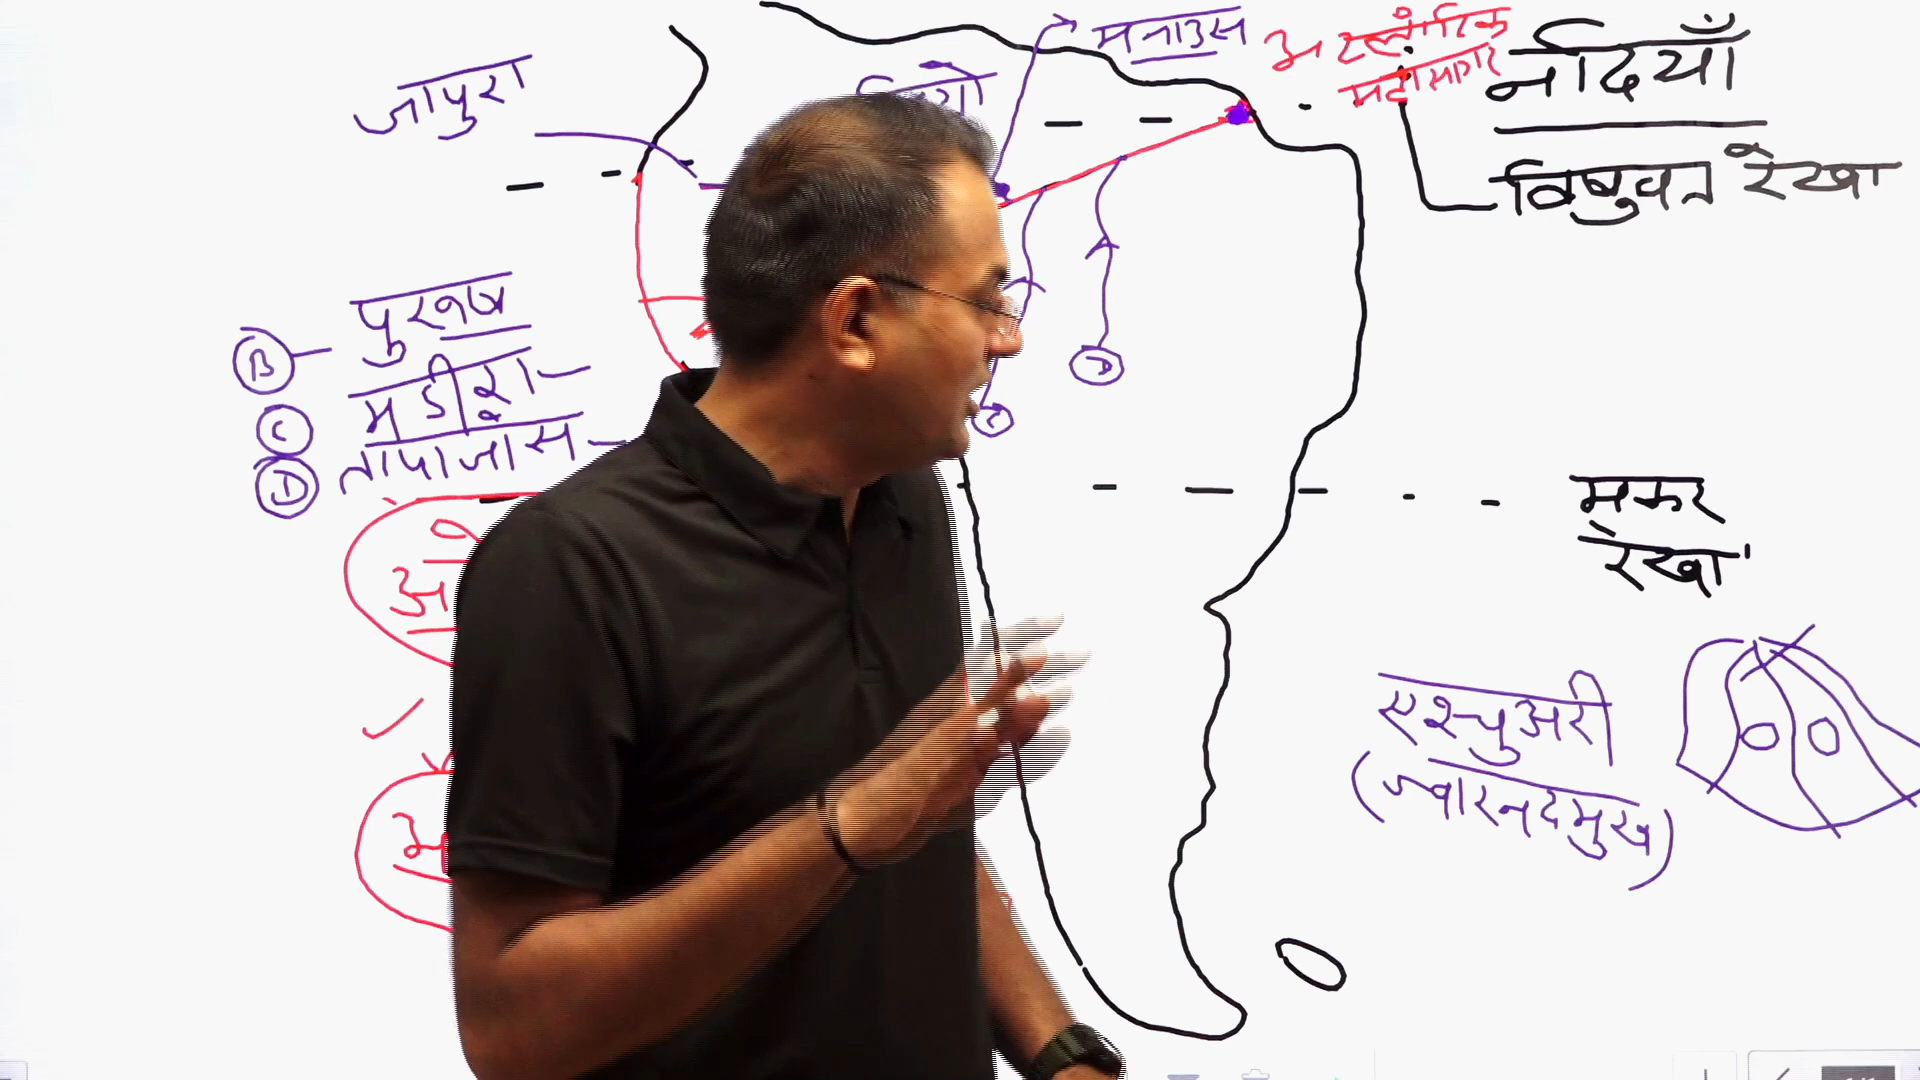 मनाउस
अटलांटिक
महासागर
नदियाँ
जापुरा
विषुवत रेखा
पुरुष
B
मडीरा
C
तापाजोस
D
D
C
मकर
रेखा
एश्चुअरी
(ज्वारनदमुख)